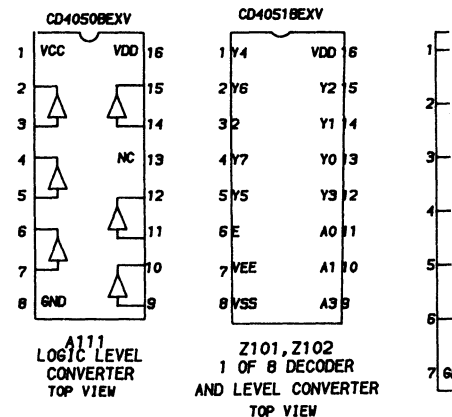 CD4050BEXV
1 VCC VDD 16
2 15
3 14
4 NC 13
5 12
6 11
7 10
8 GND 9
A111
LOGIC LEVEL
CONVERTER
TOP VIEW
CD4051BEXV
1 Y4 VDD 16
2 Y6 Y2 15
3 2 Y1 14
4 Y7 Y0 13
5 Y5 Y3 12
6 E A0 11
7 VEE A1 10
8 VSS A3 9
Z101, Z102
1 OF 8 DECODER
AND LEVEL CONVERTER
TOP VIEW
1
2
3
4
5
6
7